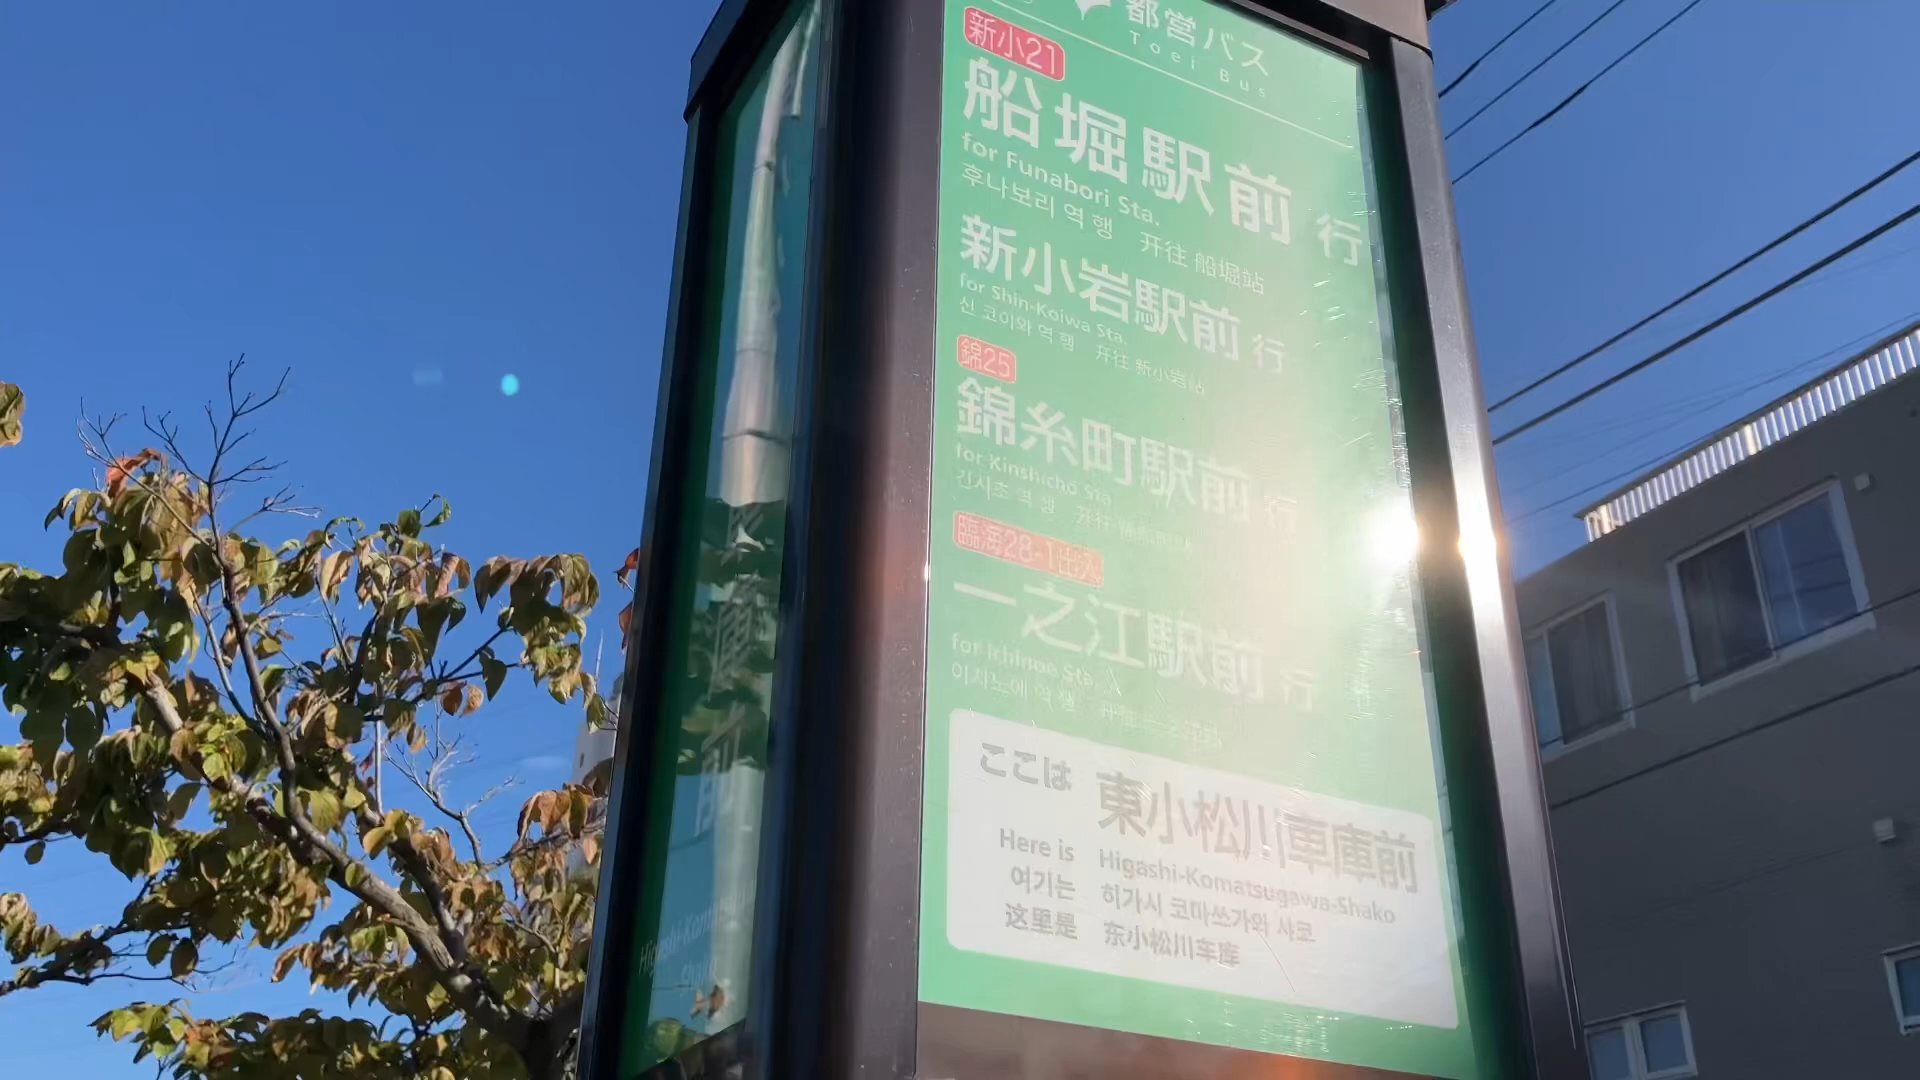 都営バス
Toei Bus
新小21
船堀駅前 行
for Funabori Sta.
후나보리 역 행 开往 船堀站
新小岩駅前 行
for Shin-Koiwa Sta.
신 코이와 역 행 开往 新小岩站
錦25
錦糸町駅前 行
for Kinshichō Sta.
긴시초 역 행 开往
臨海28-1出入
一之江駅前 行
for Ichinoe Sta.
이치노에 역 행 开往
ここは 東小松川車庫前
Here is Higashi-Komatsugawa-Shako
여기는 히가시 코마쓰가와 샤코
这里是 东小松川车库